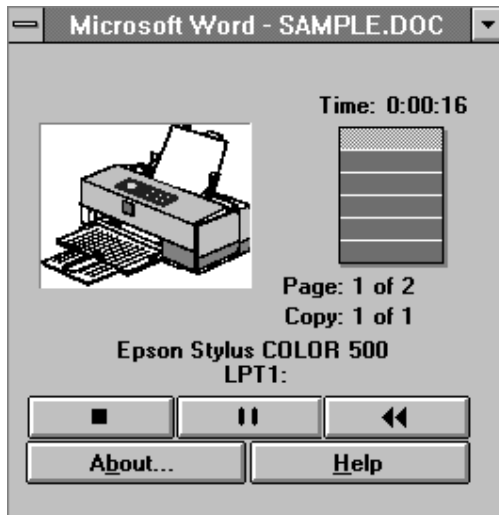 Microsoft Word - SAMPLE.DOC
Time: 0:00:16
Page: 1 of 2
Copy: 1 of 1
Epson Stylus COLOR 500
LPT1:
About...
Help